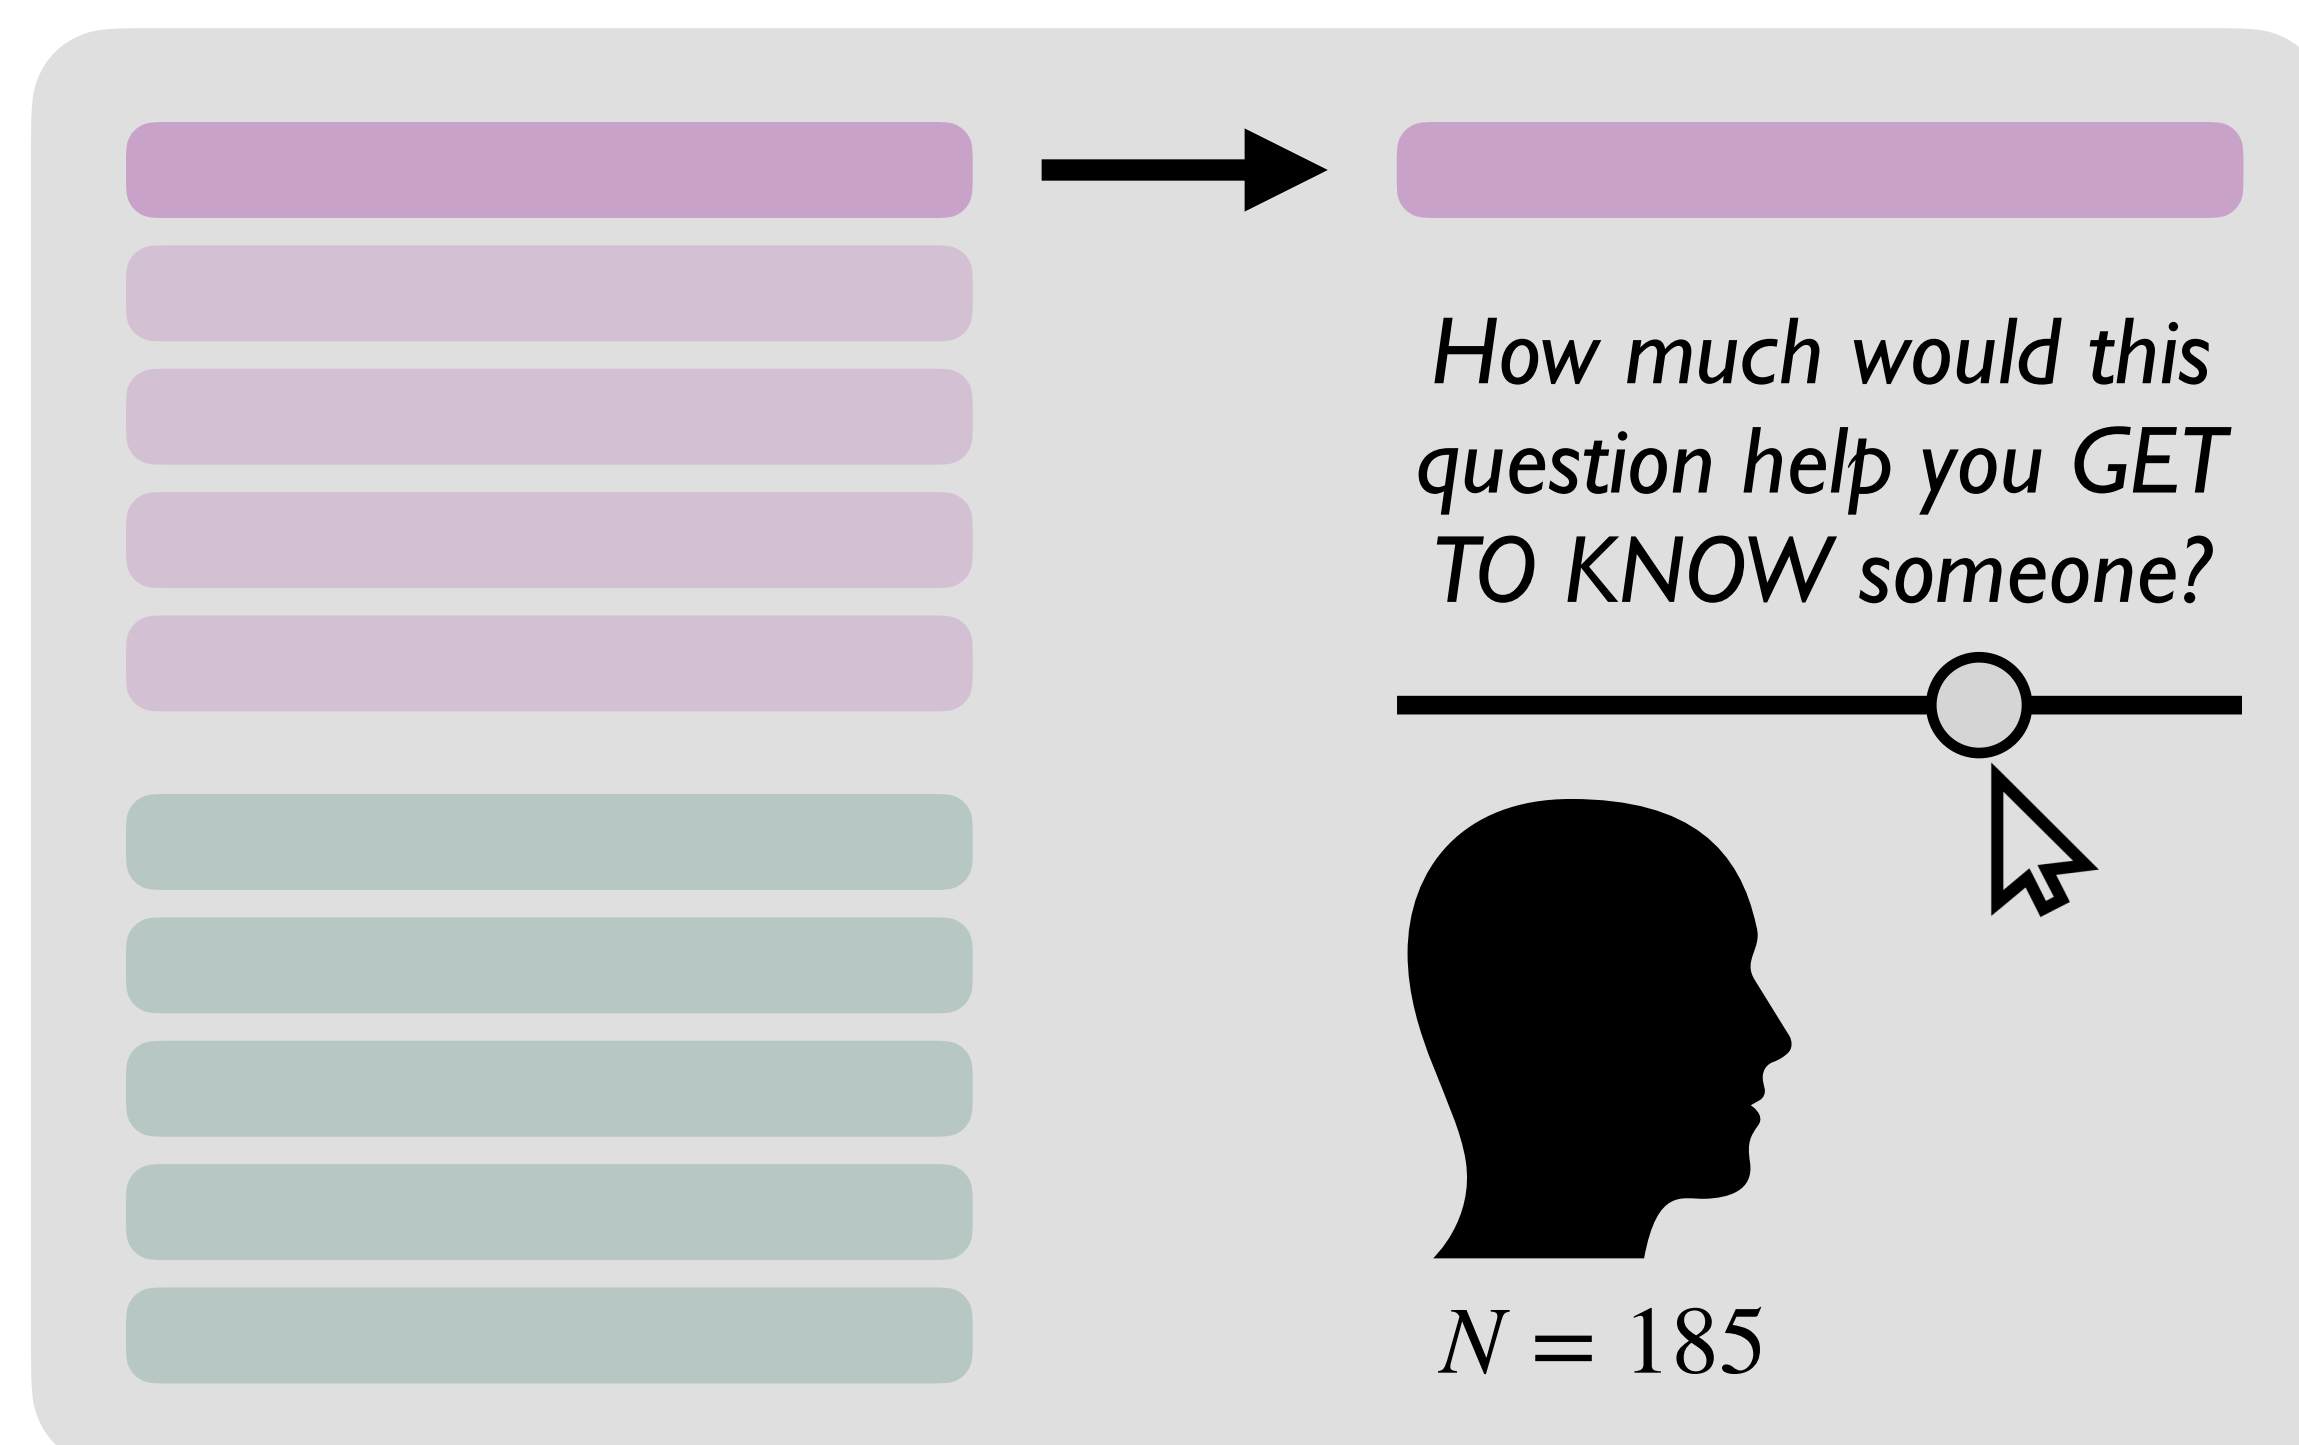 How much would this
question help you GET
TO KNOW someone?
N = 185